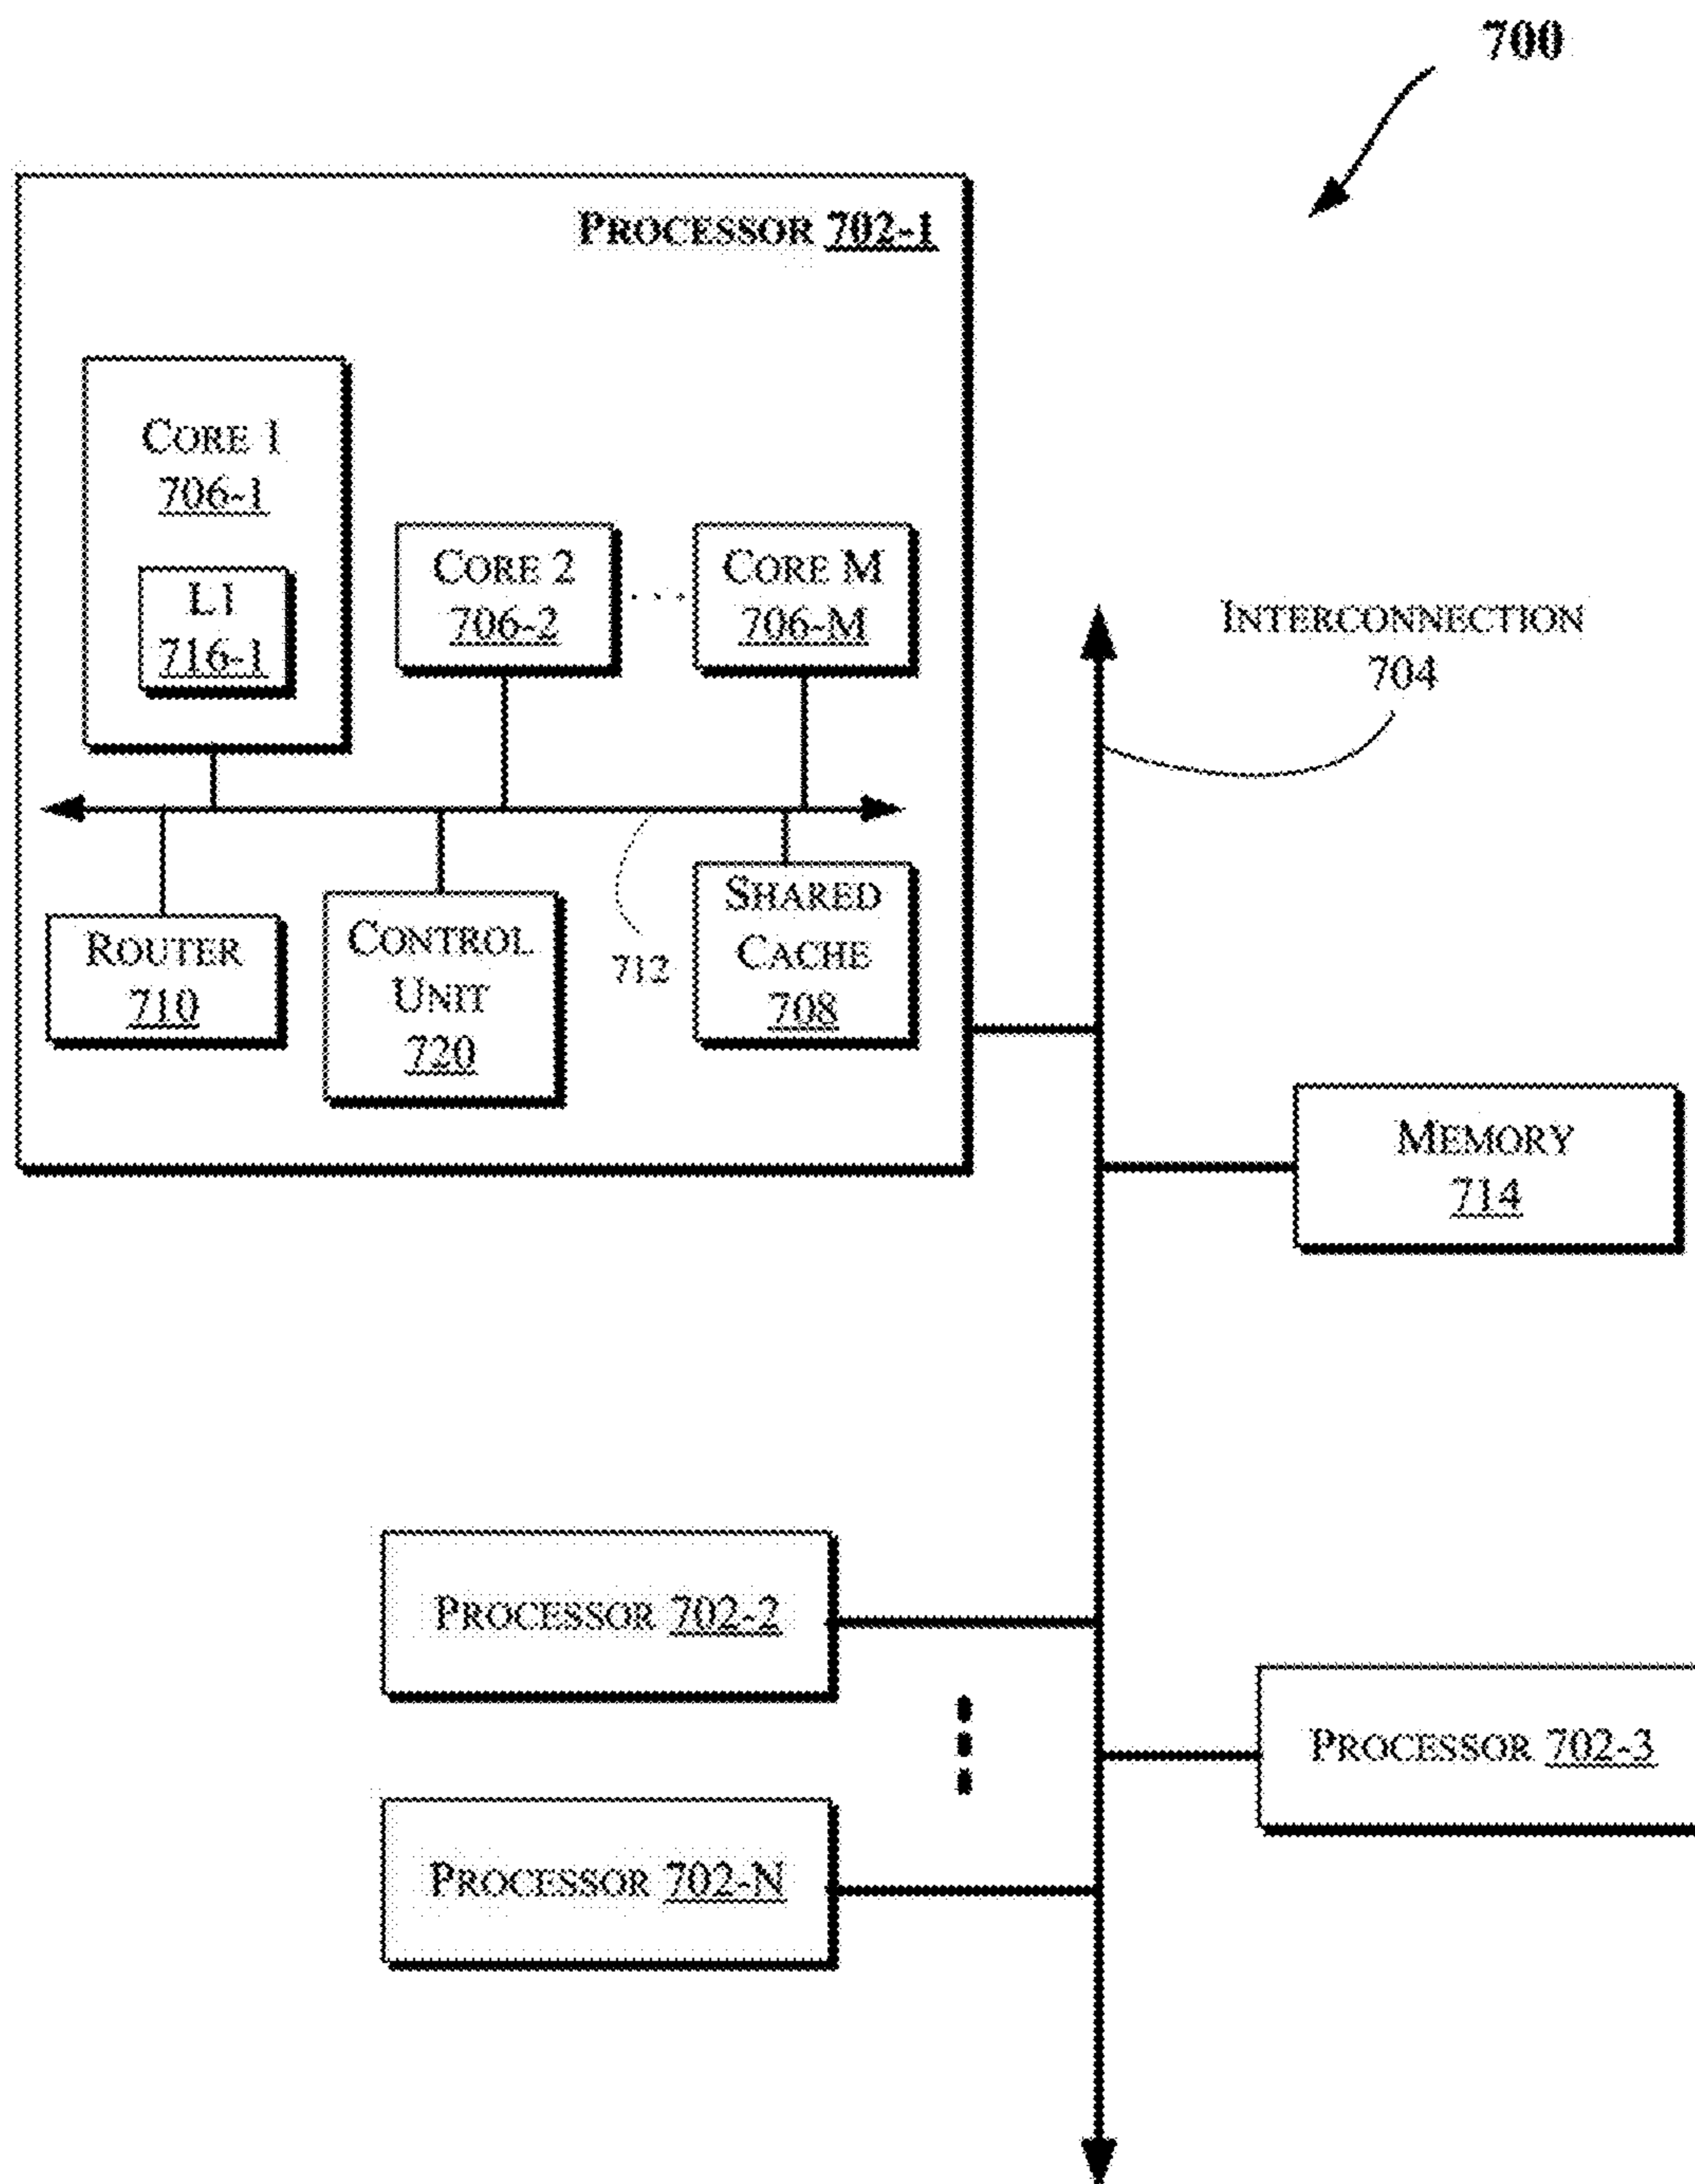 700
PROCESSOR 702-1
CORE 1
706-1
L1
716-1
CORE 2
706-2
CORE M
706-M
ROUTER
710
CONTROL
UNIT
720
712
SHARED
CACHE
708
INTERCONNECTION
704
MEMORY
714
PROCESSOR 702-2
PROCESSOR 702-3
PROCESSOR 702-N